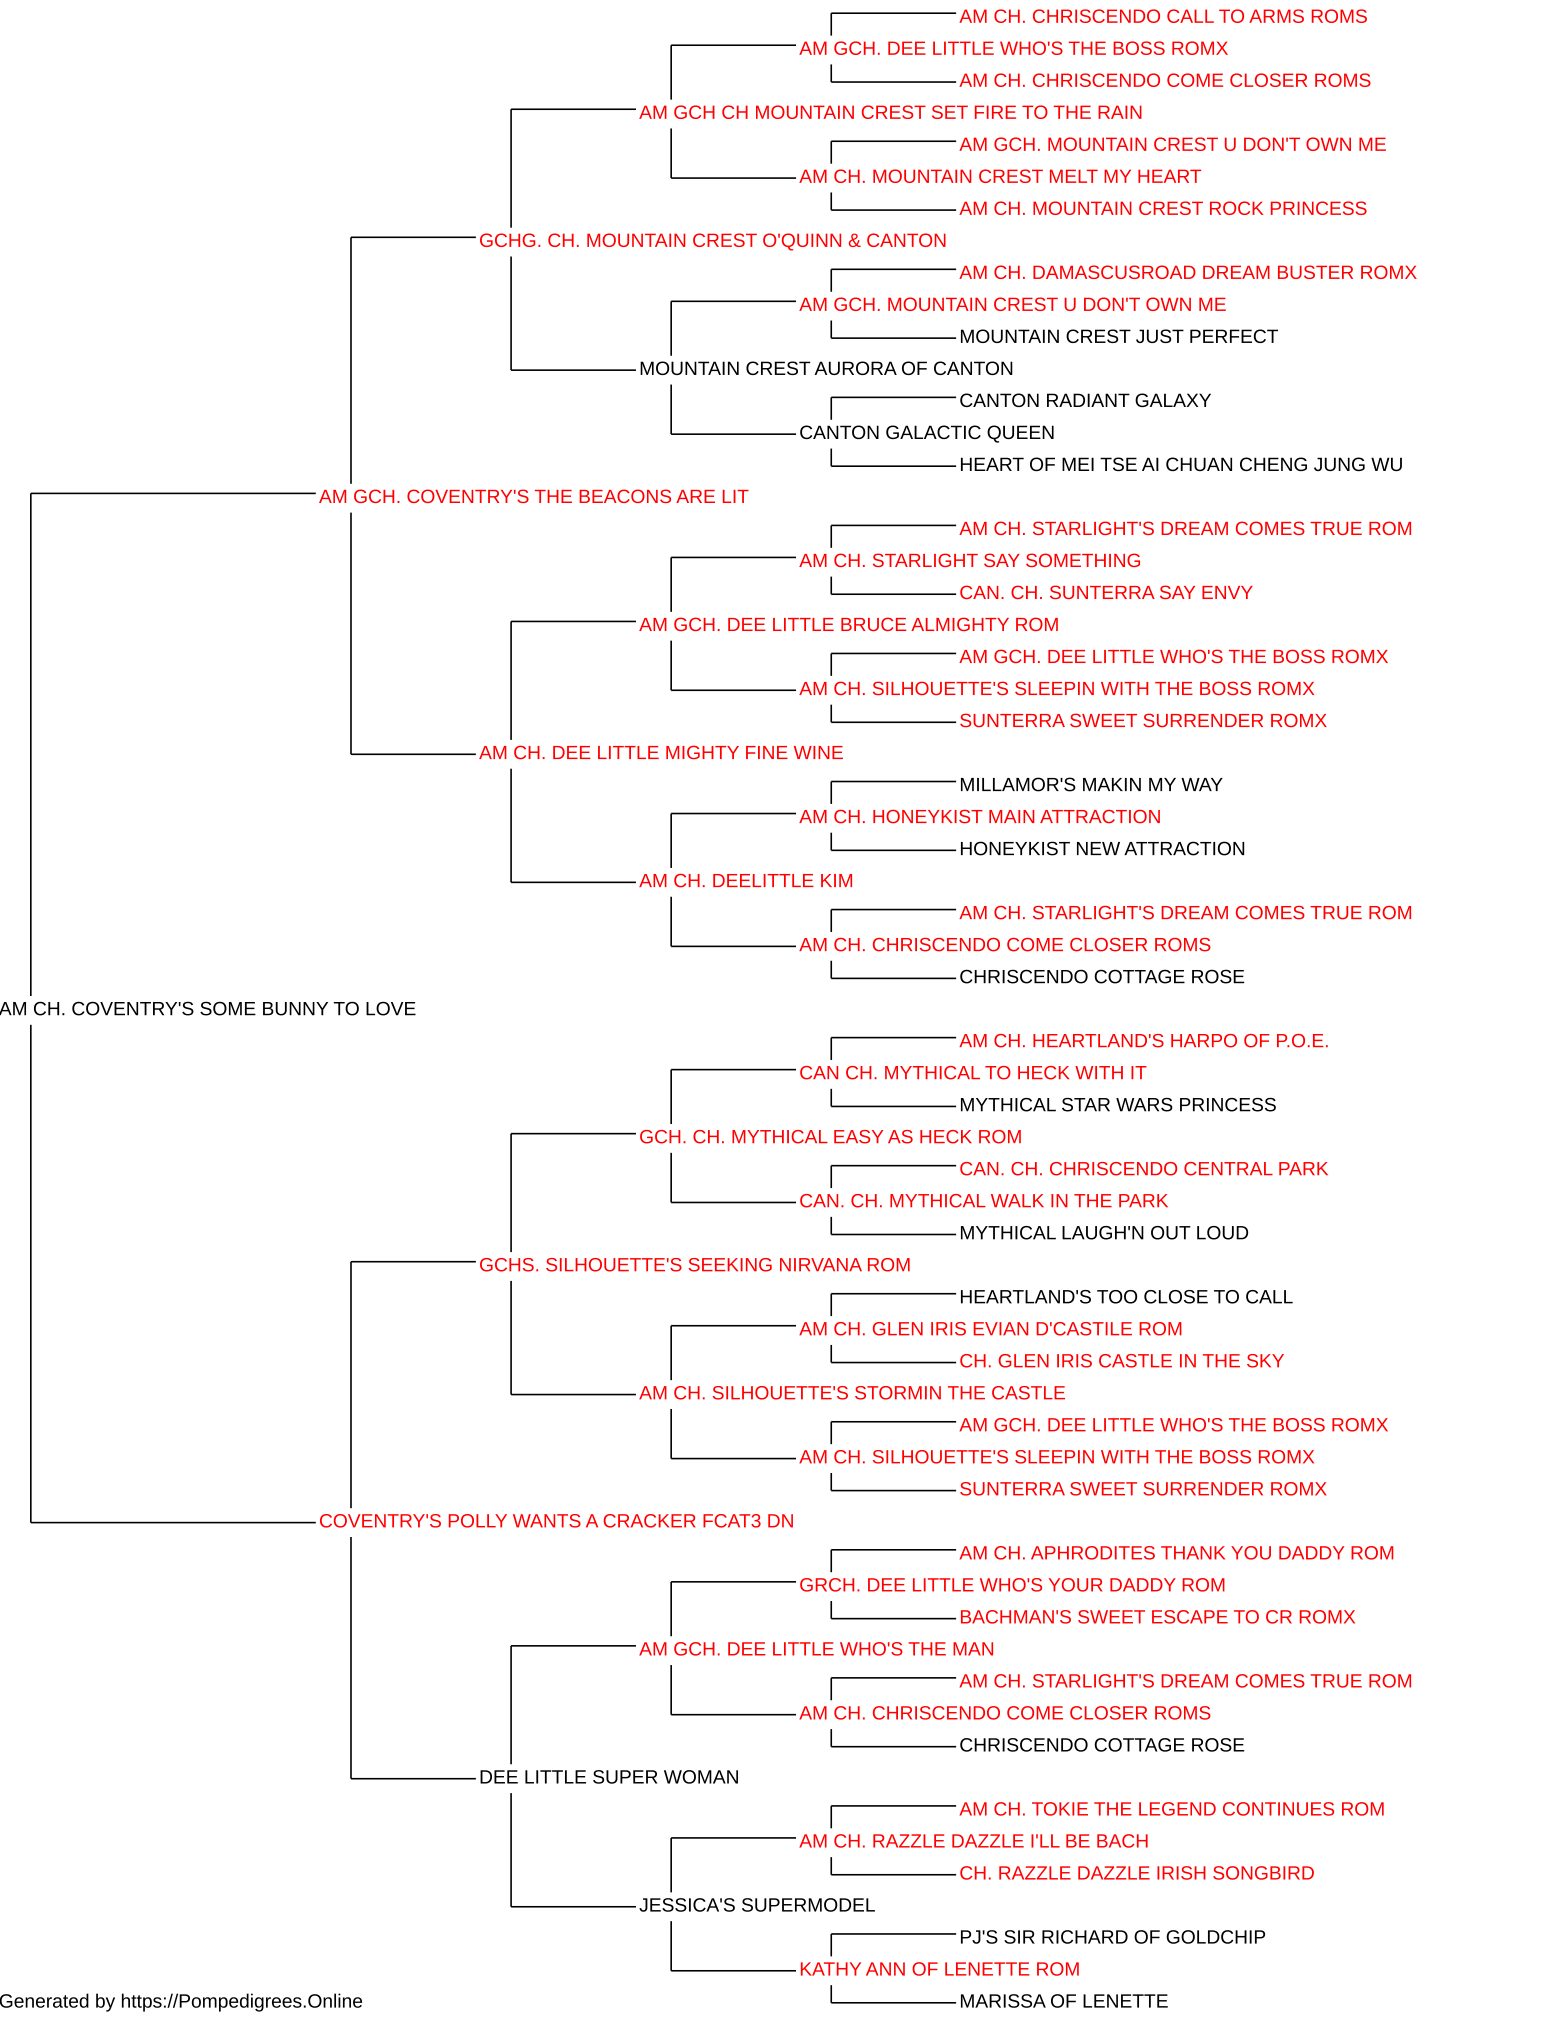 AM CH. CHRISCENDO CALL TO ARMS ROMS
AM GCH. DEE LITTLE WHO'S THE BOSS ROMX
AM CH. CHRISCENDO COME CLOSER ROMS
AM GCH CH MOUNTAIN CREST SET FIRE TO THE RAIN
AM GCH. MOUNTAIN CREST U DON'T OWN ME
AM CH. MOUNTAIN CREST MELT MY HEART
AM CH. MOUNTAIN CREST ROCK PRINCESS
GCHG. CH. MOUNTAIN CREST O'QUINN & CANTON
AM CH. DAMASCUSROAD DREAM BUSTER ROMX
AM GCH. MOUNTAIN CREST U DON'T OWN ME
MOUNTAIN CREST JUST PERFECT
MOUNTAIN CREST AURORA OF CANTON
CANTON RADIANT GALAXY
CANTON GALACTIC QUEEN
HEART OF MEI TSE AI CHUAN CHENG JUNG WU
AM GCH. COVENTRY'S THE BEACONS ARE LIT
AM CH. STARLIGHT'S DREAM COMES TRUE ROM
AM CH. STARLIGHT SAY SOMETHING
CAN. CH. SUNTERRA SAY ENVY
AM GCH. DEE LITTLE BRUCE ALMIGHTY ROM
AM GCH. DEE LITTLE WHO'S THE BOSS ROMX
AM CH. SILHOUETTE'S SLEEPIN WITH THE BOSS ROMX
SUNTERRA SWEET SURRENDER ROMX
AM CH. DEE LITTLE MIGHTY FINE WINE
MILLAMOR'S MAKIN MY WAY
AM CH. HONEYKIST MAIN ATTRACTION
HONEYKIST NEW ATTRACTION
AM CH. DEELITTLE KIM
AM CH. STARLIGHT'S DREAM COMES TRUE ROM
AM CH. CHRISCENDO COME CLOSER ROMS
CHRISCENDO COTTAGE ROSE
AM CH. COVENTRY'S SOME BUNNY TO LOVE
AM CH. HEARTLAND'S HARPO OF P.O.E.
CAN CH. MYTHICAL TO HECK WITH IT
MYTHICAL STAR WARS PRINCESS
GCH. CH. MYTHICAL EASY AS HECK ROM
CAN. CH. CHRISCENDO CENTRAL PARK
CAN. CH. MYTHICAL WALK IN THE PARK
MYTHICAL LAUGH'N OUT LOUD
GCHS. SILHOUETTE'S SEEKING NIRVANA ROM
HEARTLAND'S TOO CLOSE TO CALL
AM CH. GLEN IRIS EVIAN D'CASTILE ROM
CH. GLEN IRIS CASTLE IN THE SKY
AM CH. SILHOUETTE'S STORMIN THE CASTLE
AM GCH. DEE LITTLE WHO'S THE BOSS ROMX
AM CH. SILHOUETTE'S SLEEPIN WITH THE BOSS ROMX
SUNTERRA SWEET SURRENDER ROMX
COVENTRY'S POLLY WANTS A CRACKER FCAT3 DN
AM CH. APHRODITES THANK YOU DADDY ROM
GRCH. DEE LITTLE WHO'S YOUR DADDY ROM
BACHMAN'S SWEET ESCAPE TO CR ROMX
AM GCH. DEE LITTLE WHO'S THE MAN
AM CH. STARLIGHT'S DREAM COMES TRUE ROM
AM CH. CHRISCENDO COME CLOSER ROMS
CHRISCENDO COTTAGE ROSE
DEE LITTLE SUPER WOMAN
AM CH. TOKIE THE LEGEND CONTINUES ROM
AM CH. RAZZLE DAZZLE I'LL BE BACH
CH. RAZZLE DAZZLE IRISH SONGBIRD
JESSICA'S SUPERMODEL
PJ'S SIR RICHARD OF GOLDCHIP
KATHY ANN OF LENETTE ROM
MARISSA OF LENETTE
Generated by https://Pompedigrees.Online